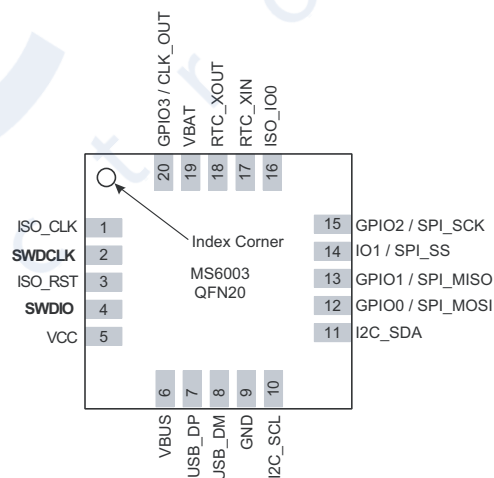 GPIO3 / CLK_OUT
VBAT
RTC_XOUT
RTC_XIN
ISO_IO0
20
19
18
17
16
ISO_CLK 1
SWDCLK 2
ISO_RST 3
SWDIO 4
VCC 5
Index Corner
MS6003
QFN20
15 GPIO2 / SPI_SCK
14 IO1 / SPI_SS
13 GPIO1 / SPI_MISO
12 GPIO0 / SPI_MOSI
11 I2C_SDA
6
7
8
9
10
VBUS
USB_DP
USB_DM
GND
I2C_SCL